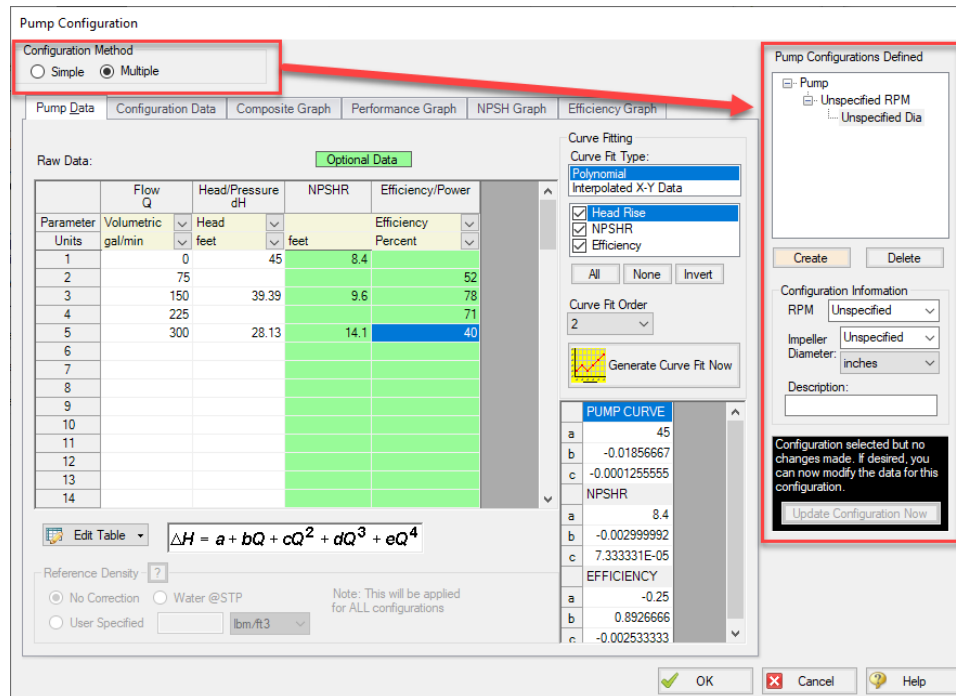 Pump Configuration
Configuration Method
Simple Multiple
Pump Data Configuration Data Composite Graph Performance Graph NPSH Graph Efficiency Graph
Raw Data:
Optional Data
Flow Head/Pressure NPSHR Efficiency/Power
Q dH
Parameter Volumetric Head Efficiency
Units gal/min feet feet Percent
1 0 45 8.4
2 75 52
3 150 39.39 9.6 78
4 225 71
5 300 28.13 14.1 40
6
7
8
9
10
11
12
13
14
Edit Table
△H = a + bQ + cQ² + dQ³ + eQ⁴
Reference Density ?
No Correction Water @STP
User Specified lbm/ft3
Note: This will be applied
for ALL configurations
Curve Fitting
Curve Fit Type:
Polynomial
Interpolated X-Y Data
Head Rise
NPSHR
Efficiency
All None Invert
Curve Fit Order
2
Generate Curve Fit Now
PUMP CURVE
a 45
b -0.01856667
c -0.0001255555
NPSHR
a 8.4
b -0.002999992
c 7.333331E-05
EFFICIENCY
a -0.25
b 0.8926666
c -0.002533333
Pump Configurations Defined
Pump
Unspecified RPM
Unspecified Dia
Create Delete
Configuration Information
RPM Unspecified
Impeller Unspecified
Diameter: inches
Description:
Configuration selected but no
changes made. If desired, you
can now modify the data for this
configuration.
Update Configuration Now
OK Cancel Help